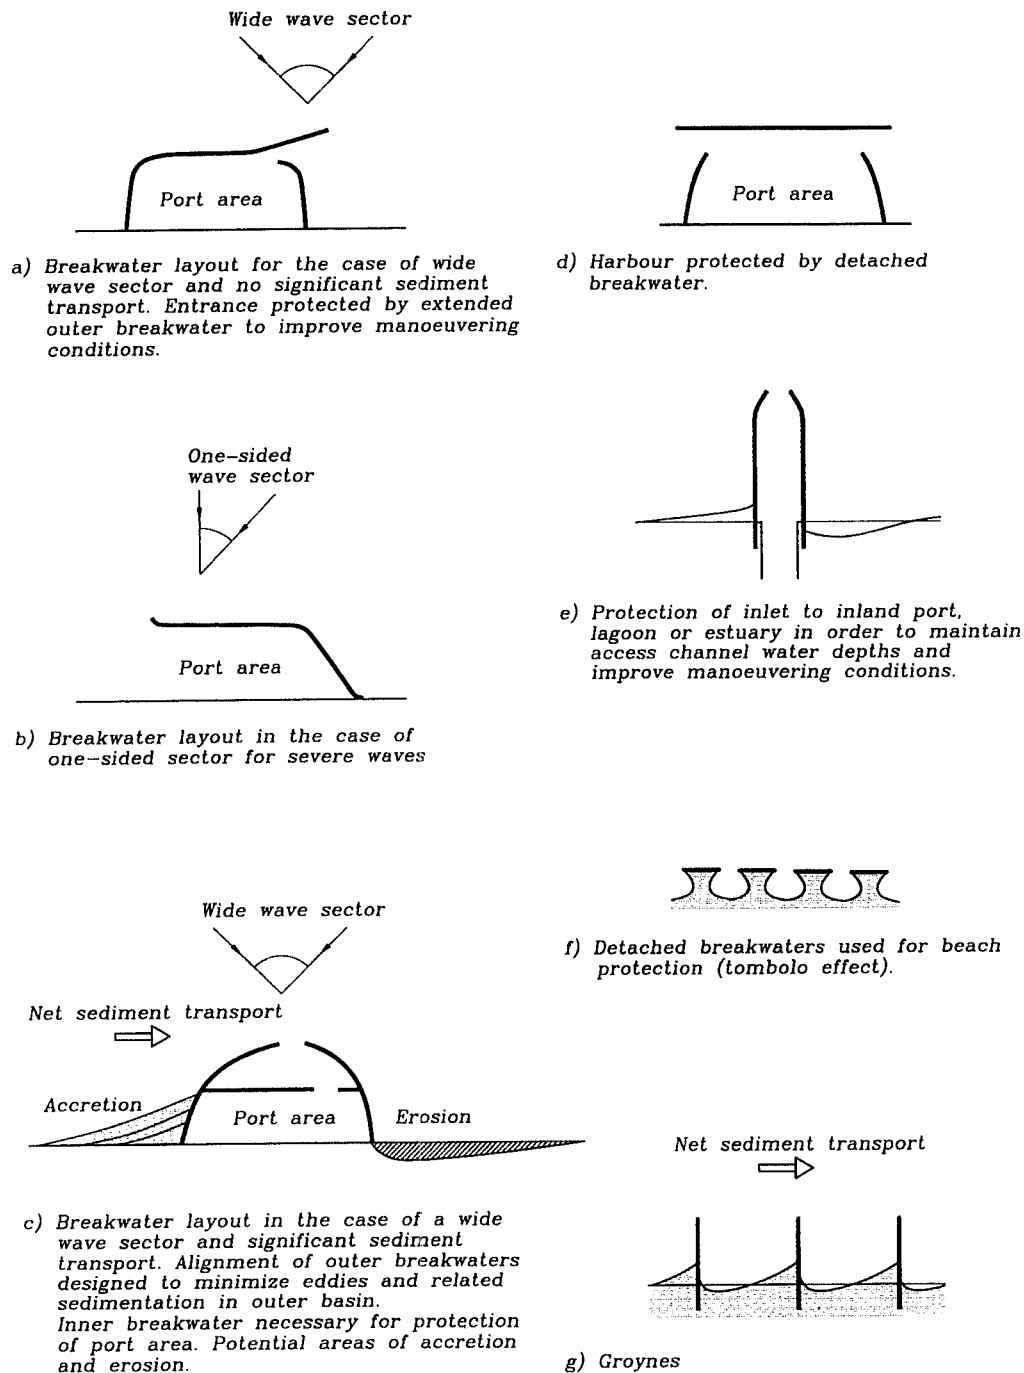 Wide wave sector
Port area
a) Breakwater layout for the case of wide
wave sector and no significant sediment
transport. Entrance protected by extended
outer breakwater to improve manoeuvering
conditions.
One-sided
wave sector
Port area
b) Breakwater layout in the case of
one-sided sector for severe waves
Wide wave sector
Net sediment transport
Accretion
Port area
Erosion
c) Breakwater layout in the case of a wide
wave sector and significant sediment
transport. Alignment of outer breakwaters
designed to minimize eddies and related
sedimentation in outer basin.
Inner breakwater necessary for protection
of port area. Potential areas of accretion
and erosion.
Port area
d) Harbour protected by detached
breakwater.
e) Protection of inlet to inland port,
lagoon or estuary in order to maintain
access channel water depths and
improve manoeuvering conditions.
f) Detached breakwaters used for beach
protection (tombolo effect).
Net sediment transport
g) Groynes